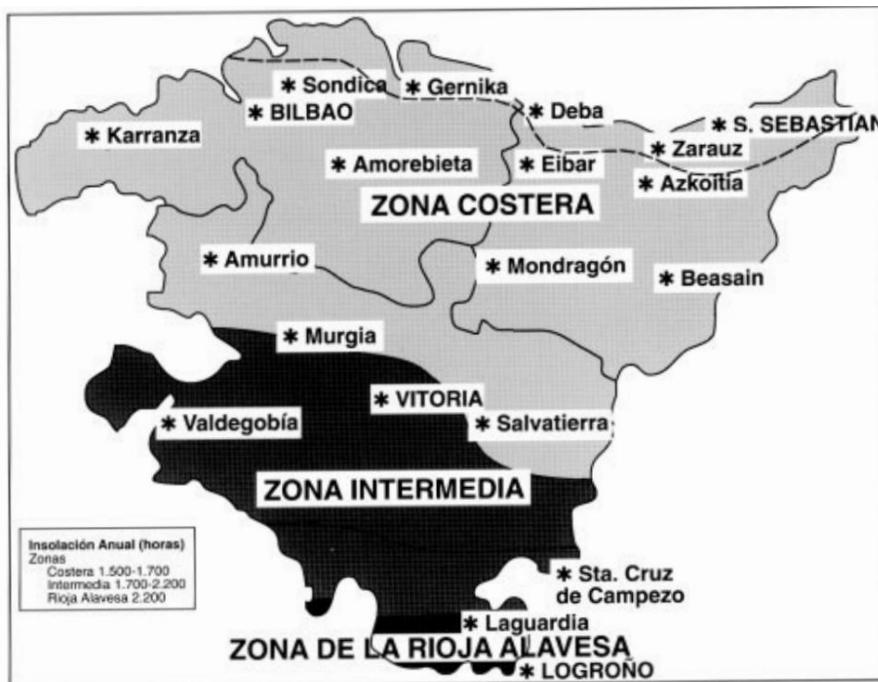 * Sondica
* Gernika
* BILBAO
* Deba
* S. SEBASTIAN
* Karranza
* Zarauz
* Amorebieta
* Eibar
* Azkoitia
ZONA COSTERA
* Amurrio
* Mondragón
* Beasain
* Murgia
* VITORIA
* Valdegobía
* Salvatierra
ZONA INTERMEDIA
Insolación Anual (horas)
Zonas
Costera 1.500-1.700
Intermedia 1.700-2.200
Rioja Alavesa 2.200
* Sta. Cruz
de Campezo
* Laguardia
ZONA DE LA RIOJA ALAVESA
* LOGROÑO